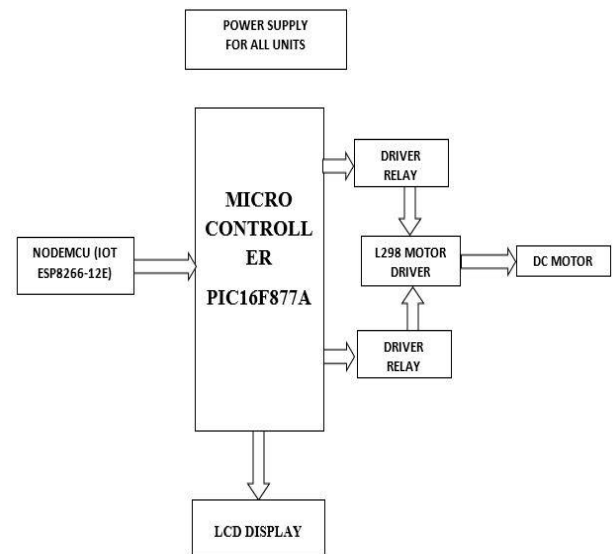 POWER SUPPLY
FOR ALL UNITS
MICRO
CONTROLL
ER
PIC16F877A
DRIVER
RELAY
NODEMCU (IOT
ESP8266-12E)
L298 MOTOR
DRIVER
DC MOTOR
DRIVER
RELAY
LCD DISPLAY